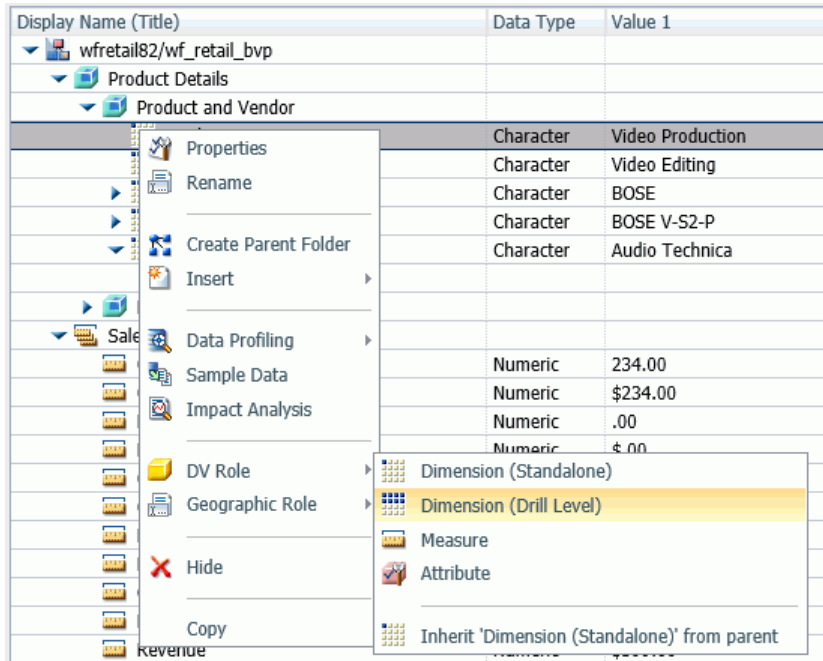 Display Name (Title) Data Type Value 1
wfretail82/wf_retail_bvp
Product Details
Product and Vendor
Character Video Production
Properties
Character Video Editing
Rename
Character BOSE
Character BOSE V-S2-P
Create Parent Folder
Character Audio Technica
Insert
Sale
Data Profiling
Numeric 234.00
Sample Data
Numeric $234.00
Impact Analysis
Numeric .00
Numeric $.00
DV Role
Dimension (Standalone)
Geographic Role
Dimension (Drill Level)
Measure
Hide
Attribute
Copy
Inherit 'Dimension (Standalone)' from parent
Revenue